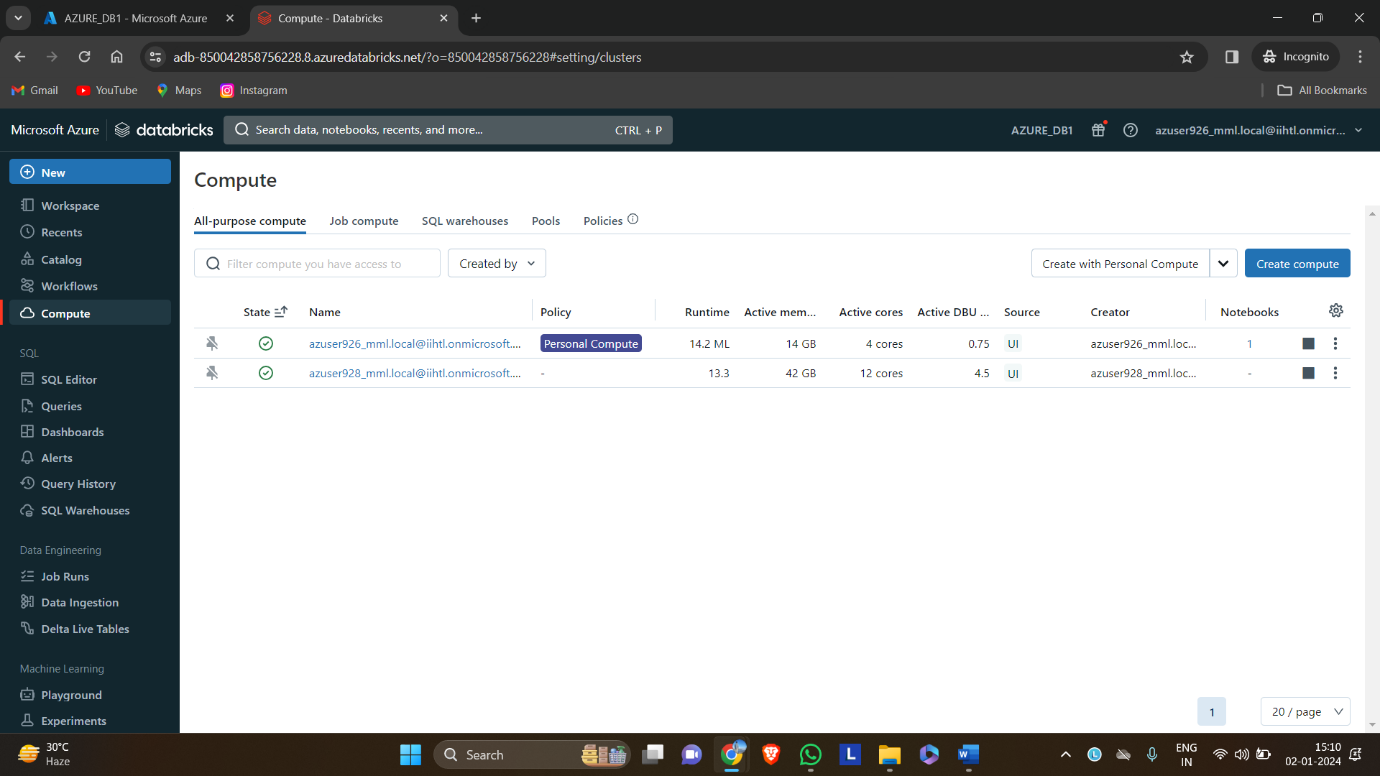 AZURE_DB1 - Microsoft Azure
Compute - Databricks
adb-850042858756228.8.azuredatabricks.net/?o=850042858756228#setting/clusters
Incognito
Gmail YouTube Maps Instagram All Bookmarks
Microsoft Azure databricks Search data, notebooks, recents, and more... CTRL + P AZURE_DB1 azuser926_mml.local@iihtl.onmicr...
New
Workspace
Recents
Catalog
Workflows
Compute
SQL
SQL Editor
Queries
Dashboards
Alerts
Query History
SQL Warehouses
Data Engineering
Job Runs
Data Ingestion
Delta Live Tables
Machine Learning
Playground
Experiments
Compute
All-purpose compute Job compute SQL warehouses Pools Policies
Filter compute you have access to Created by Create with Personal Compute Create compute
State Name Policy Runtime Active mem... Active cores Active DBU ... Source Creator Notebooks
azuser926_mml.local@iihtl.onmicrosoft.... Personal Compute 14.2 ML 14 GB 4 cores 0.75 UI azuser926_mml.loc... 1
azuser928_mml.local@iihtl.onmicrosoft.... - 13.3 42 GB 12 cores 4.5 UI azuser928_mml.loc... -
1 20 / page
30°C
Haze
Search
L
ENG
IN
15:10
02-01-2024